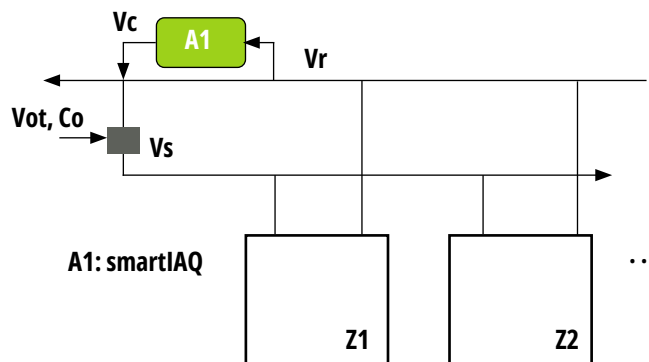 Vc
A1
Vr
Vot, Co
Vs
A1: smartIAQ
Z1
Z2
..